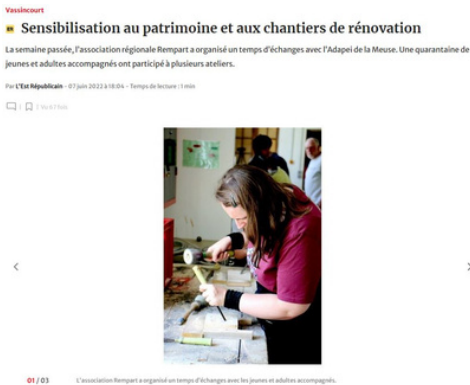 Vassincourt
Sensibilisation au patrimoine et aux chantiers de rénovation
La semaine passée, l'association régionale Rempart a organisé un temps d'échanges avec l'Adapei de la Meuse. Une quarantaine de
jeunes et adultes accompagnés ont participé à plusieurs ateliers.
Par L'Est Républicain - 07 juin 2022 à 18:04 - Temps de lecture : 1 min
01 / 03
L'association Rempart a organisé un temps d'échanges avec les jeunes et adultes accompagnés.